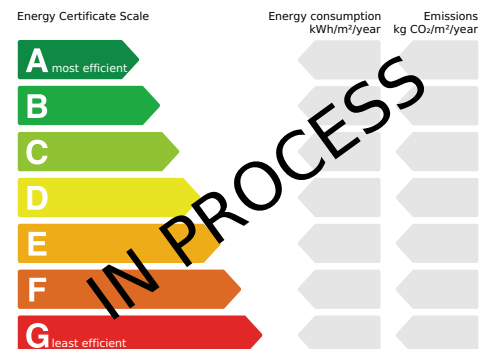 Energy Certificate Scale
Energy consumption
kWh/m²/year
Emissions
kg CO₂/m²/year
A most efficient
B
C
D
E
F
G least efficient
IN PROCESS